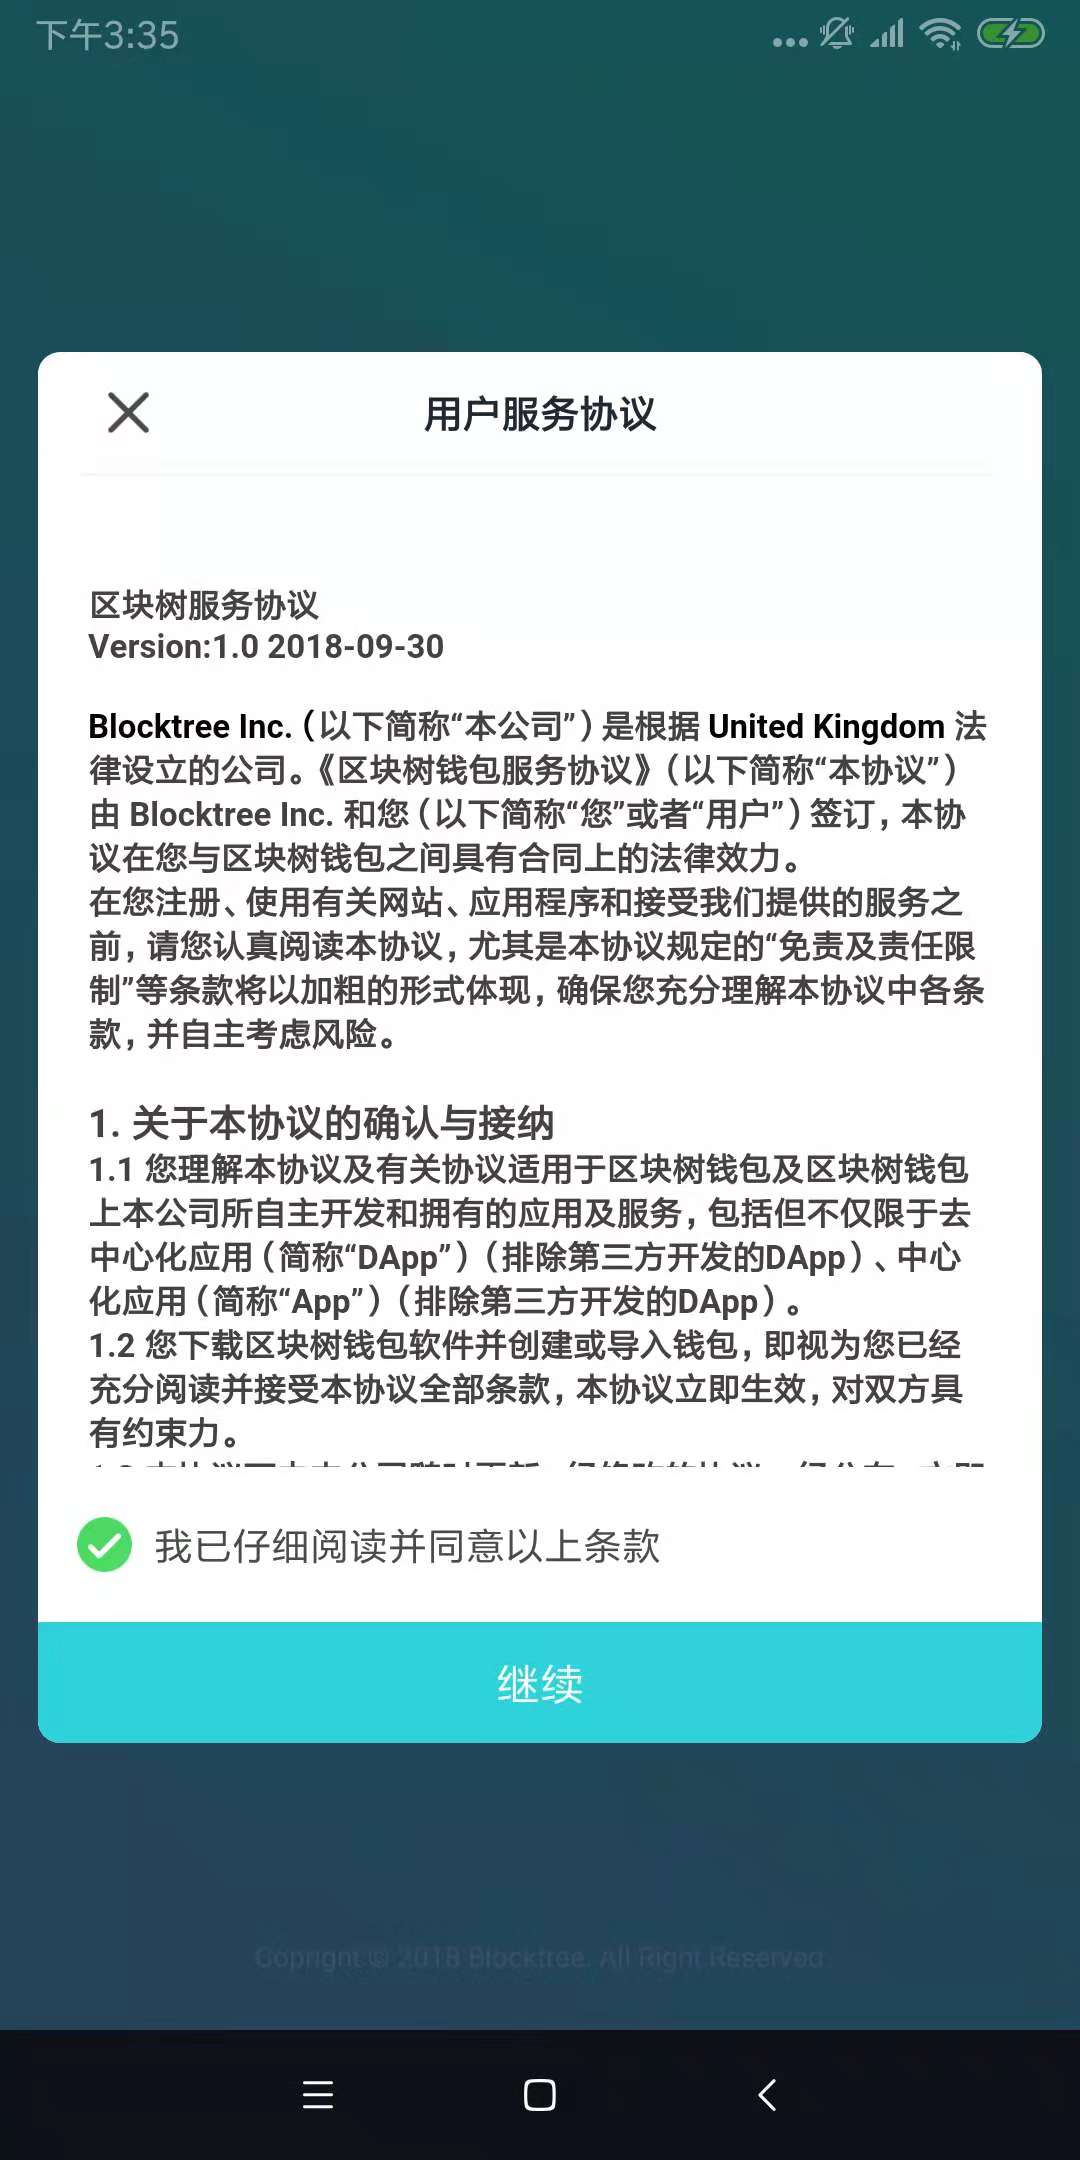 下午3:35
用户服务协议
区块树服务协议
Version:1.0 2018-09-30
Blocktree Inc.（以下简称“本公司”）是根据 United Kingdom 法
律设立的公司。《区块树钱包服务协议》（以下简称“本协议”）
由 Blocktree Inc. 和您（以下简称“您”或者“用户”）签订，本协
议在您与区块树钱包之间具有合同上的法律效力。
在您注册、使用有关网站、应用程序和接受我们提供的服务之
前，请您认真阅读本协议，尤其是本协议规定的“免责及责任限
制”等条款将以加粗的形式体现，确保您充分理解本协议中各条
款，并自主考虑风险。
1. 关于本协议的确认与接纳
1.1 您理解本协议及有关协议适用于区块树钱包及区块树钱包
上本公司所自主开发和拥有的应用及服务，包括但不仅限于去
中心化应用（简称“DApp”）（排除第三方开发的DApp）、中心
化应用（简称“App”）（排除第三方开发的DApp）。
1.2 您下载区块树钱包软件并创建或导入钱包，即视为您已经
充分阅读并接受本协议全部条款，本协议立即生效，对双方具
有约束力。
我已仔细阅读并同意以上条款
继续
Copright © 2018 Blocktree. All Right Reserved